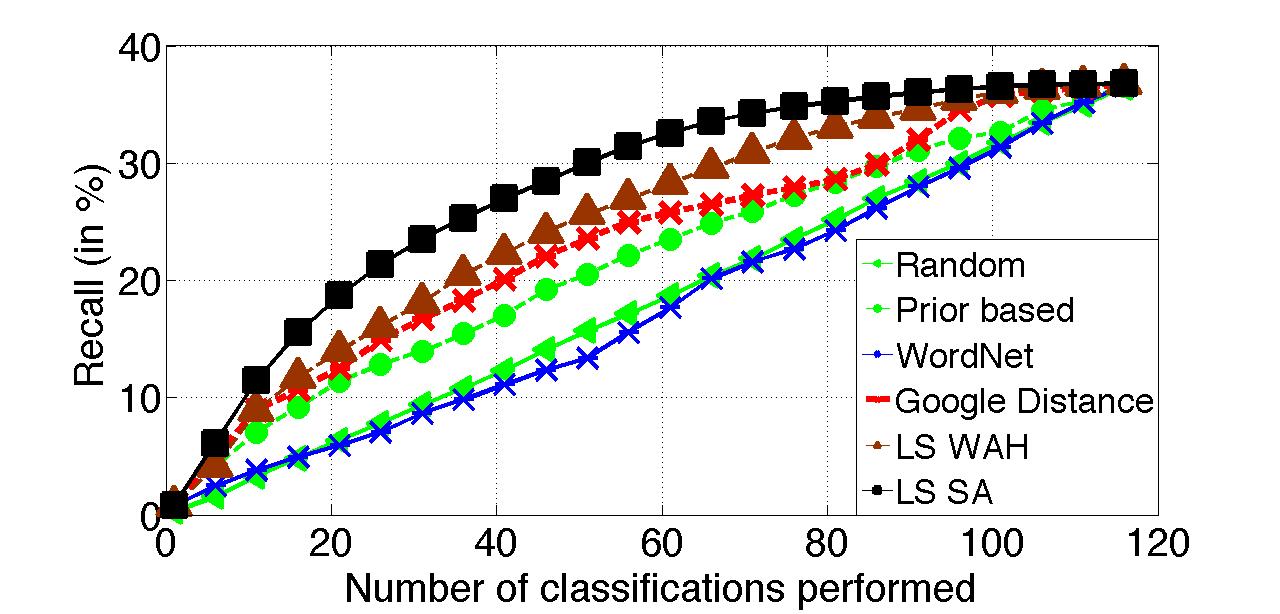 40
30
20
10
0
Recall (in %)
Random
Prior based
WordNet
Google Distance
LS WAH
LS SA
0 20 40 60 80 100 120
Number of classifications performed